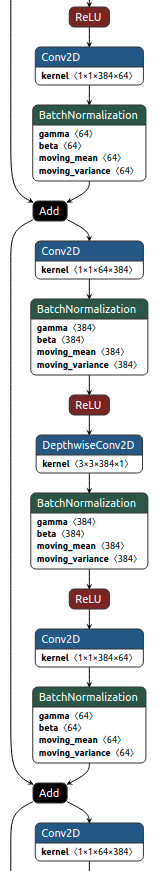 ReLU
Conv2D
kernel ⟨1×1×384×64⟩
BatchNormalization
gamma ⟨64⟩
beta ⟨64⟩
moving_mean ⟨64⟩
moving_variance ⟨64⟩
Add
Conv2D
kernel ⟨1×1×64×384⟩
BatchNormalization
gamma ⟨384⟩
beta ⟨384⟩
moving_mean ⟨384⟩
moving_variance ⟨384⟩
ReLU
DepthwiseConv2D
kernel ⟨3×3×384×1⟩
BatchNormalization
gamma ⟨384⟩
beta ⟨384⟩
moving_mean ⟨384⟩
moving_variance ⟨384⟩
ReLU
Conv2D
kernel ⟨1×1×384×64⟩
BatchNormalization
gamma ⟨64⟩
beta ⟨64⟩
moving_mean ⟨64⟩
moving_variance ⟨64⟩
Add
Conv2D
kernel ⟨1×1×64×384⟩